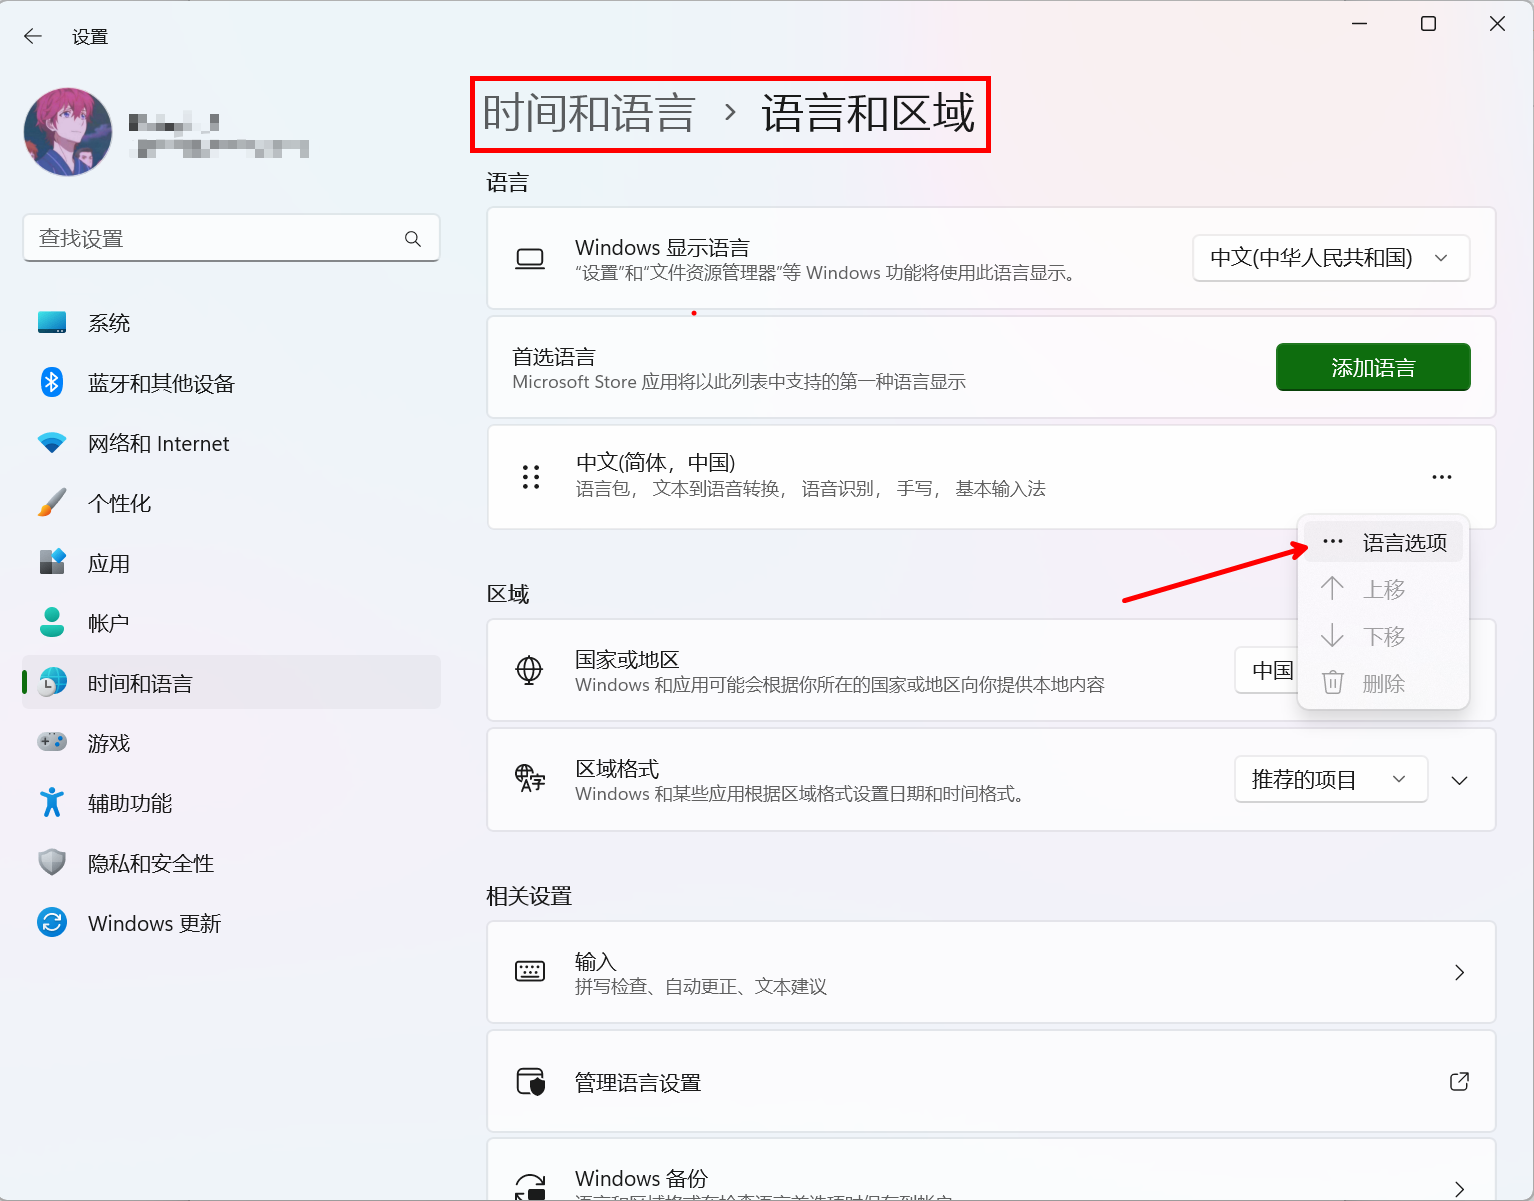 设置
时间和语言 › 语言和区域
查找设置
系统
蓝牙和其他设备
网络和 Internet
个性化
应用
帐户
时间和语言
游戏
辅助功能
隐私和安全性
Windows 更新
语言
Windows 显示语言
“设置”和“文件资源管理器”等 Windows 功能将使用此语言显示。
中文(中华人民共和国)
首选语言
Microsoft Store 应用将以此列表中支持的第一种语言显示
添加语言
中文(简体，中国)
语言包， 文本到语音转换， 语音识别， 手写， 基本输入法
语言选项
上移
下移
删除
区域
国家或地区
Windows 和应用可能会根据你所在的国家或地区向你提供本地内容
中国
区域格式
Windows 和某些应用根据区域格式设置日期和时间格式。
推荐的项目
相关设置
输入
拼写检查、自动更正、文本建议
管理语言设置
Windows 备份